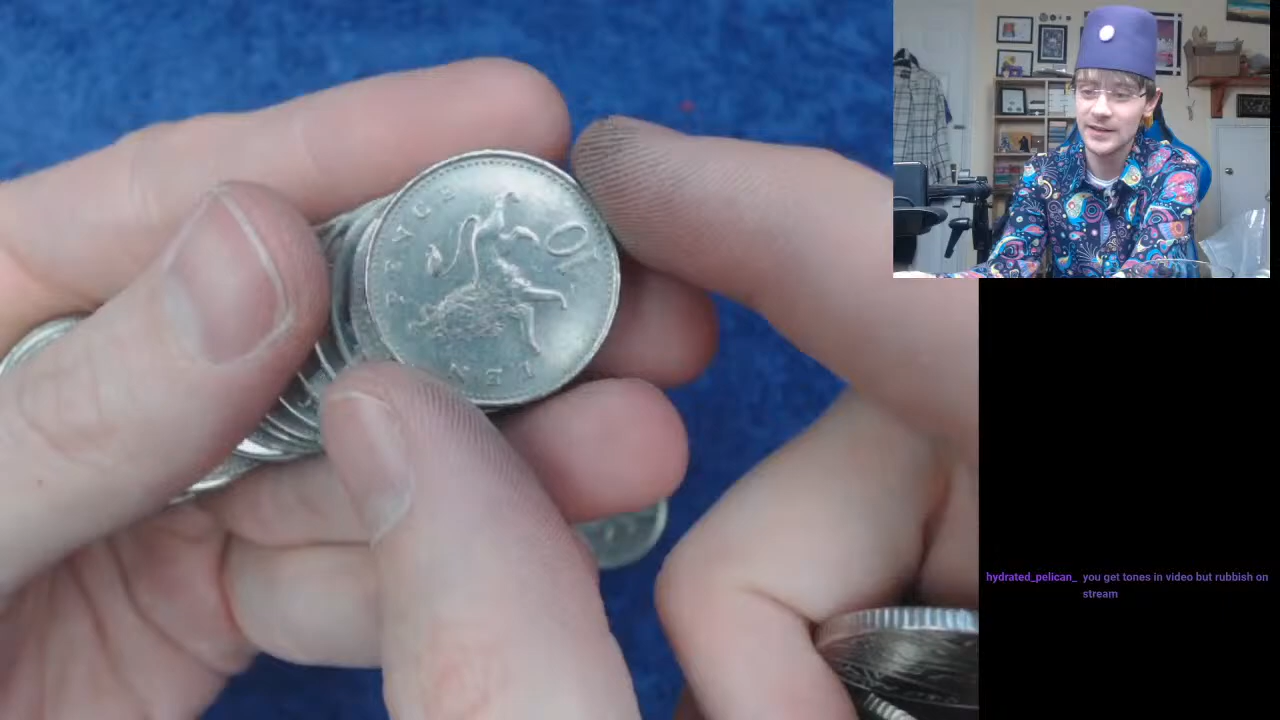 10
TEN
PENCE
hydrated_pelican_ you get tones in video but rubbish on
stream